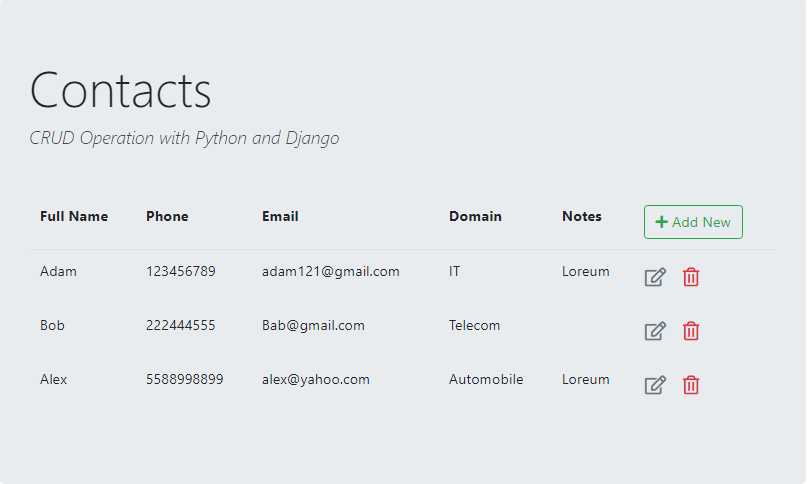 Contacts
CRUD Operation with Python and Django
Full Name Phone Email Domain Notes Add New
Adam 123456789 adam121@gmail.com IT Loreum
Bob 222444555 Bab@gmail.com Telecom
Alex 5588998899 alex@yahoo.com Automobile Loreum